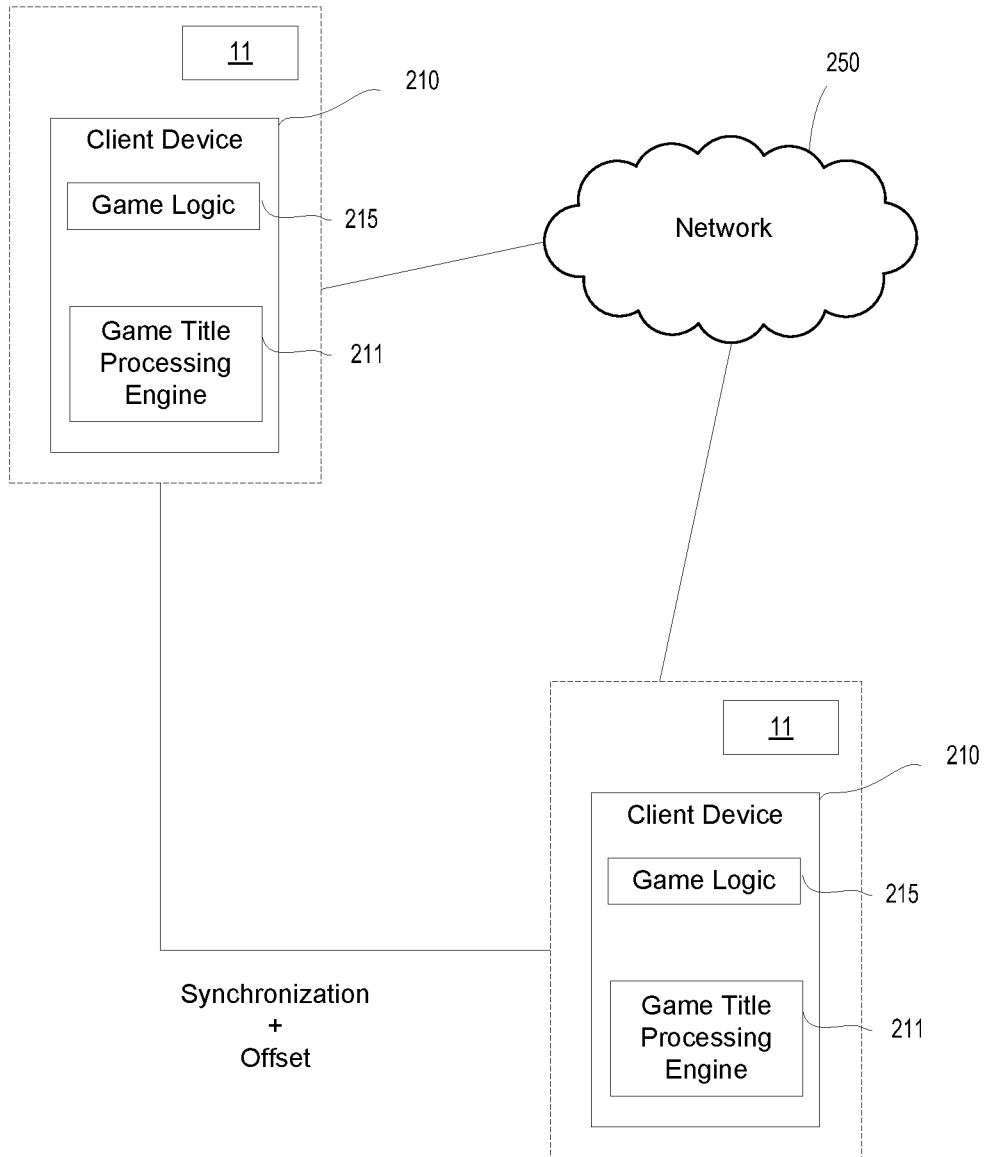 11
210
Client Device
Game Logic
215
Game Title
Processing
Engine
211
250
Network
11
210
Client Device
Game Logic
215
Game Title
Processing
Engine
211
Synchronization
+
Offset